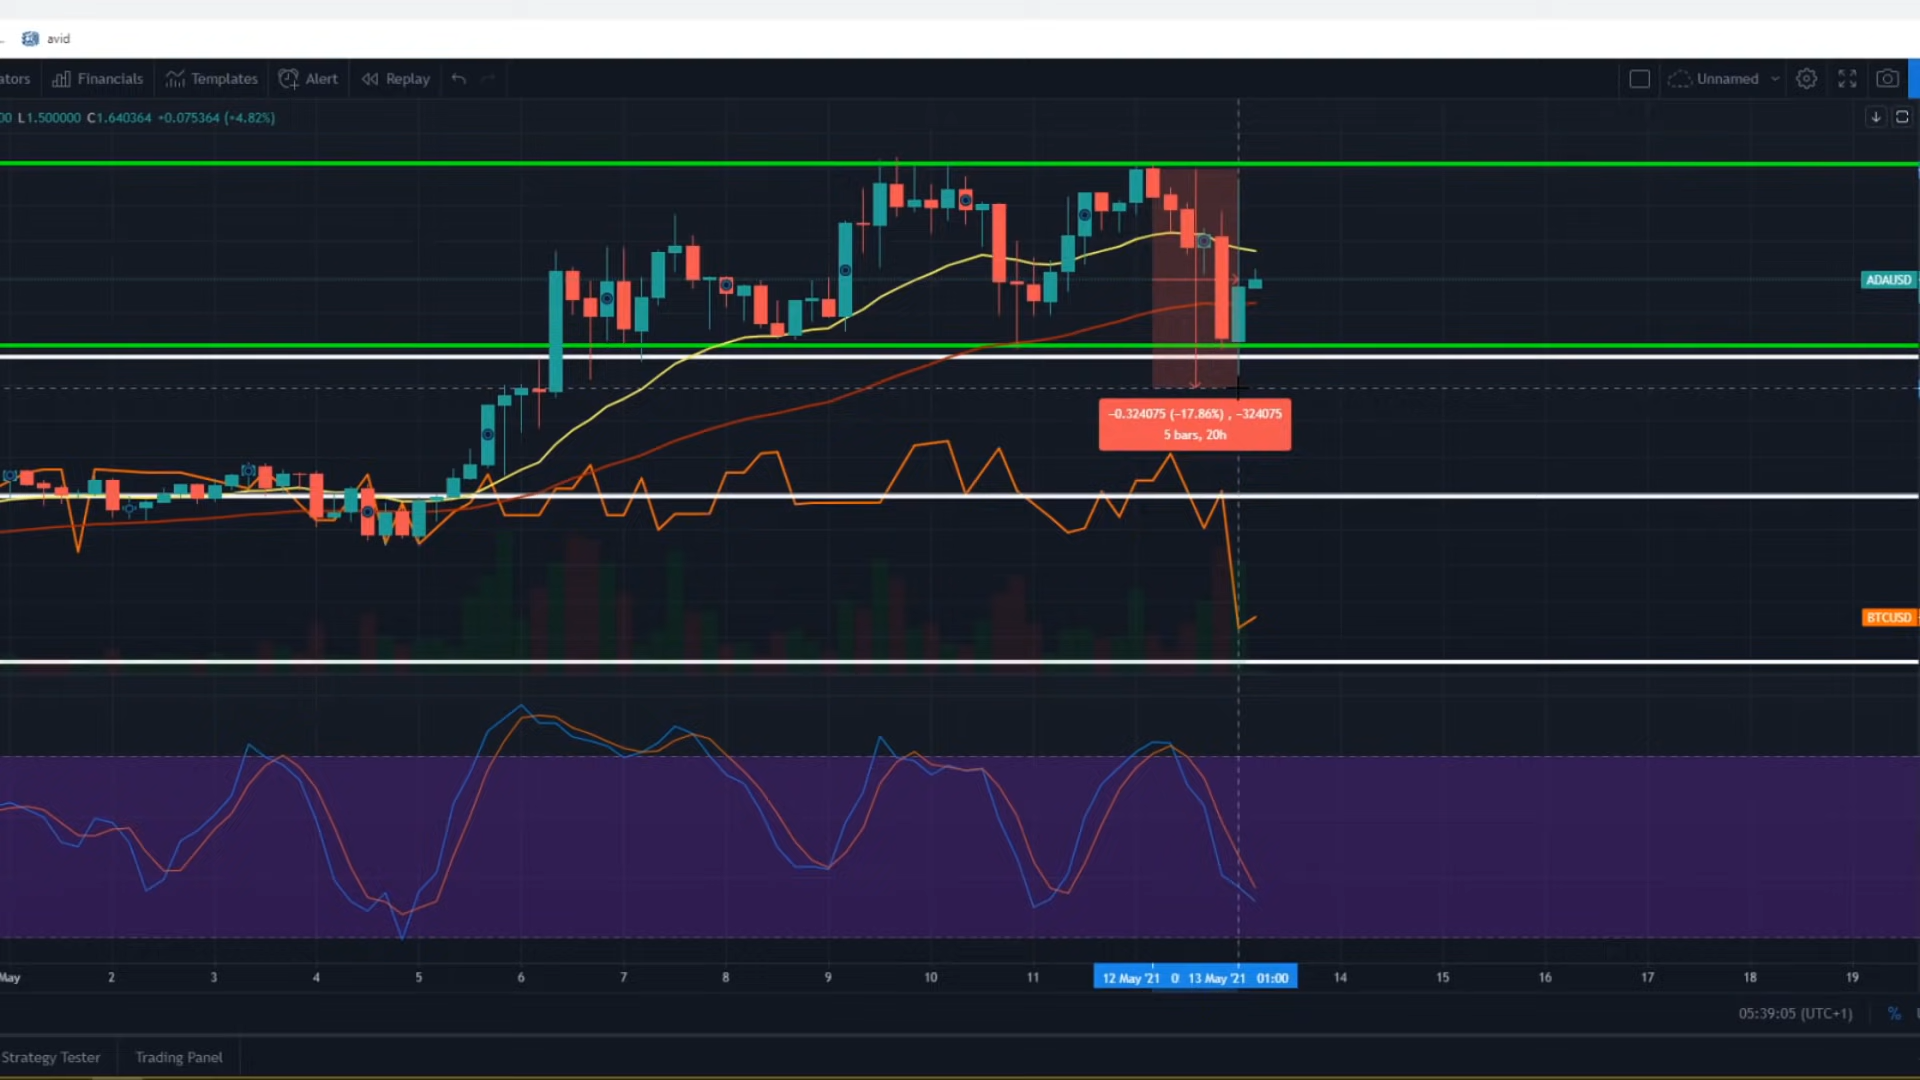 avid
ators Financials Templates Alert Replay Unnamed
00 L1.500000 C1.640364 +0.075364 (+4.82%)
ADAUSD
−0.324075 (−17.86%) , −324075
5 bars, 20h
BTCUSD
May 2 3 4 5 6 7 8 9 10 11 12 May '21 0 13 May '21 01:00 14 15 16 17 18 19
05:39:05 (UTC+1) %
Strategy Tester Trading Panel